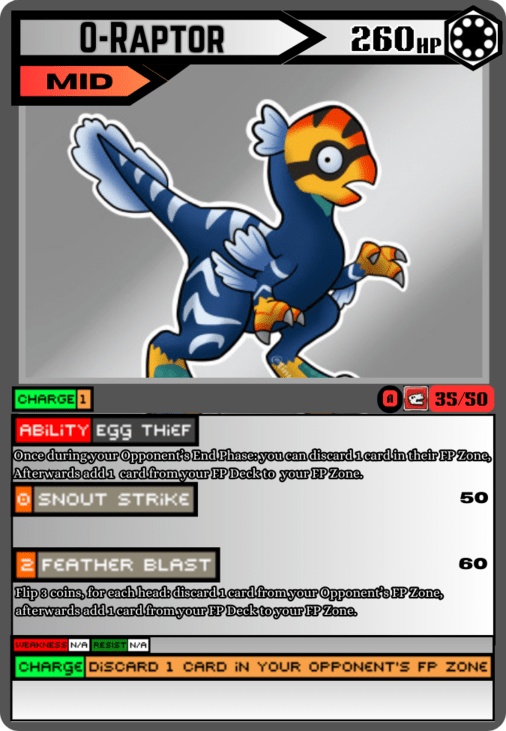 O-Raptor
260HP
MID
CHARGE 1
A 35/50
ABILITY EGG THIEF
Once during your Opponent's End Phase: you can discard 1 card in their FP Zone,
Afterwards add 1 card from your FP Deck to your FP Zone.
0 SNOUT STRIKE 50
2 FEATHER BLAST 60
Flip 3 coins, for each head: discard 1 card from your Opponent's FP Zone,
afterwards add 1 card from your FP Deck to your FP Zone.
WEAKNESS N/A RESIST N/A
CHARGE DISCARD 1 CARD IN YOUR OPPONENT'S FP ZONE